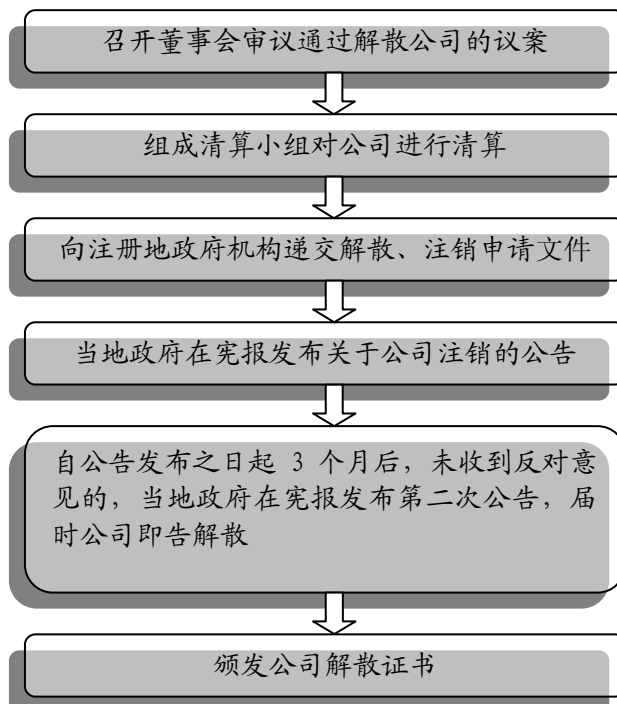 召开董事会审议通过解散公司的议案
组成清算小组对公司进行清算
向注册地政府机构递交解散、注销申请文件
当地政府在宪报发布关于公司注销的公告
自公告发布之日起 3 个月后，未收到反对意
见的，当地政府在宪报发布第二次公告，届
时公司即告解散
颁发公司解散证书